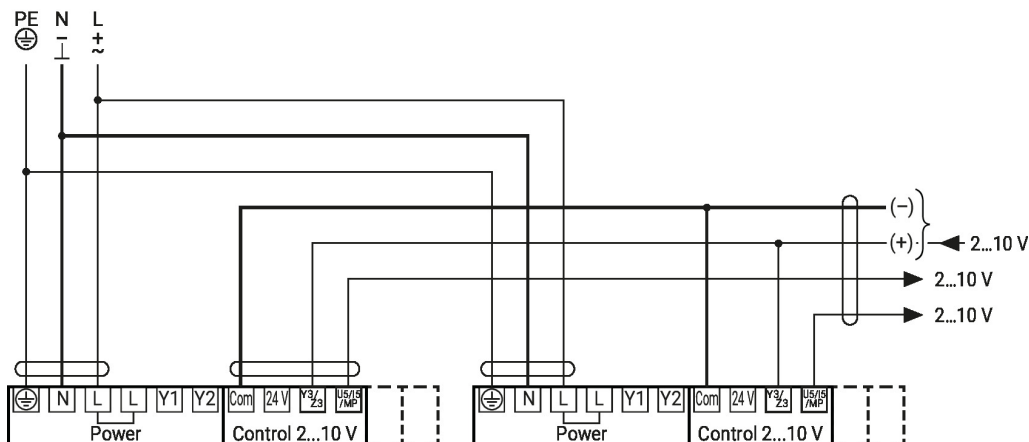 PE N L
- +
~
(−)
(+) 2...10 V
2...10 V
2...10 V
N L L Y1 Y2 Com 24 V Y3/ Z3 U5/I5 /MP N L L Y1 Y2 Com 24 V Y3/ Z3 U5/I5 /MP
Power Control 2...10 V Power Control 2...10 V